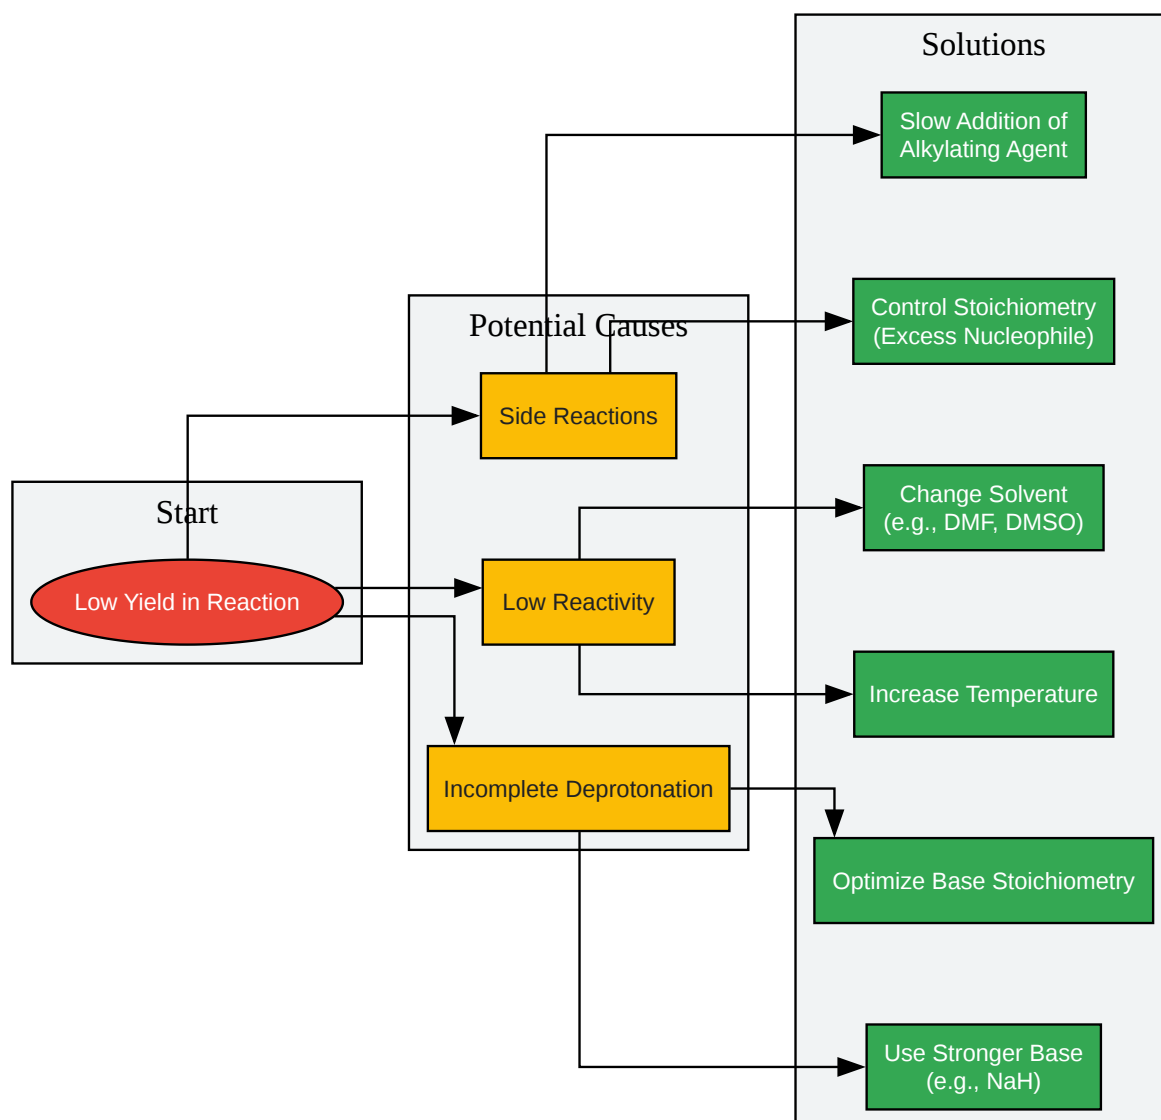 Start
Low Yield in Reaction
Potential Causes
Side Reactions
Low Reactivity
Incomplete Deprotonation
Solutions
Slow Addition of
Alkylating Agent
Control Stoichiometry
(Excess Nucleophile)
Change Solvent
(e.g., DMF, DMSO)
Increase Temperature
Optimize Base Stoichiometry
Use Stronger Base
(e.g., NaH)